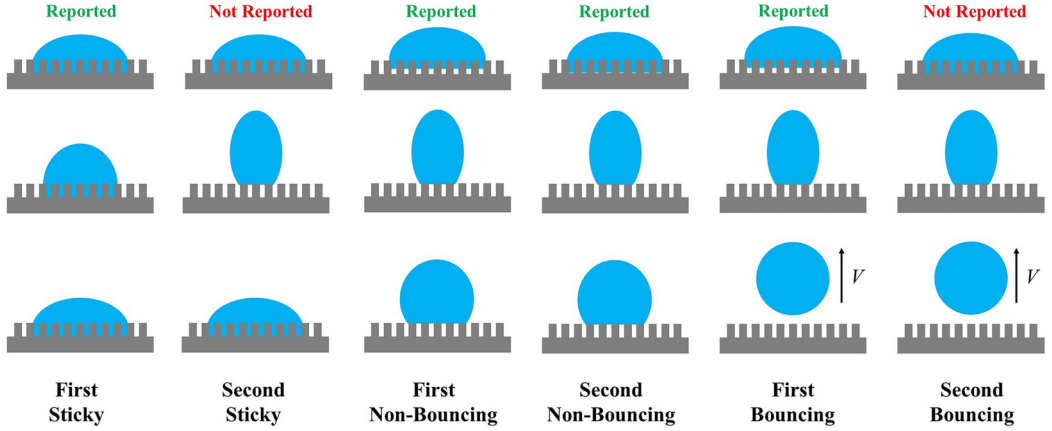 Reported
Not Reported
Reported
Reported
Reported
Not Reported
V
V
First
Sticky
Second
Sticky
First
Non-Bouncing
Second
Non-Bouncing
First
Bouncing
Second
Bouncing